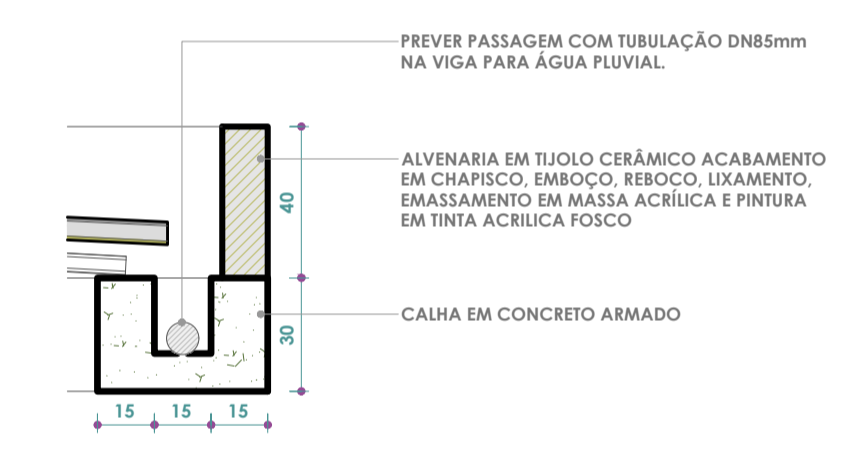 PREVER PASSAGEM COM TUBULAÇÃO DN85mm
NA VIGA PARA ÁGUA PLUVIAL.
ALVENARIA EM TIJOLO CERÂMICO ACABAMENTO
EM CHAPISCO, EMBOÇO, REBOCO, LIXAMENTO,
EMASSAMENTO EM MASSA ACRÍLICA E PINTURA
EM TINTA ACRILICA FOSCO
40
CALHA EM CONCRETO ARMADO
30
15 15 15